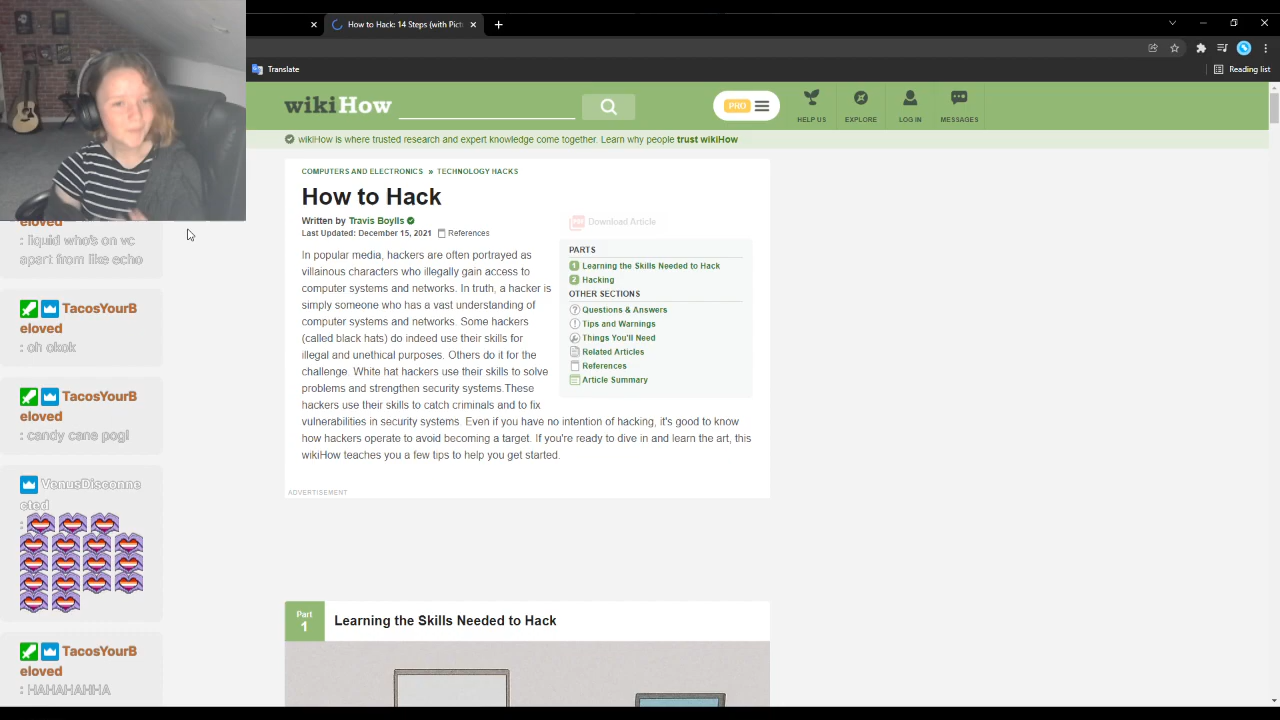 How to Hack: 14 Steps (with Pict
Translate
Reading list
wikiHow
PRO
HELP US
EXPLORE
LOG IN
MESSAGES
wikiHow is where trusted research and expert knowledge come together. Learn why people trust wikiHow
COMPUTERS AND ELECTRONICS » TECHNOLOGY HACKS
How to Hack
Written by Travis Boylls
Last Updated: December 15, 2021 References
Download Article
In popular media, hackers are often portrayed as
villainous characters who illegally gain access to
computer systems and networks. In truth, a hacker is
simply someone who has a vast understanding of
computer systems and networks. Some hackers
(called black hats) do indeed use their skills for
illegal and unethical purposes. Others do it for the
challenge. White hat hackers use their skills to solve
problems and strengthen security systems.These
hackers use their skills to catch criminals and to fix
vulnerabilities in security systems. Even if you have no intention of hacking, it's good to know
how hackers operate to avoid becoming a target. If you're ready to dive in and learn the art, this
wikiHow teaches you a few tips to help you get started.
PARTS
1 Learning the Skills Needed to Hack
2 Hacking
OTHER SECTIONS
Questions & Answers
Tips and Warnings
Things You'll Need
Related Articles
References
Article Summary
ADVERTISEMENT
Part
1
Learning the Skills Needed to Hack
eloved
: liquid who's on vc
apart from like echo
TacosYourB
eloved
: oh okok
TacosYourB
eloved
: candy cane pogi
VenusDisconne
cted
:
TacosYourB
eloved
: HAHAHAHHA